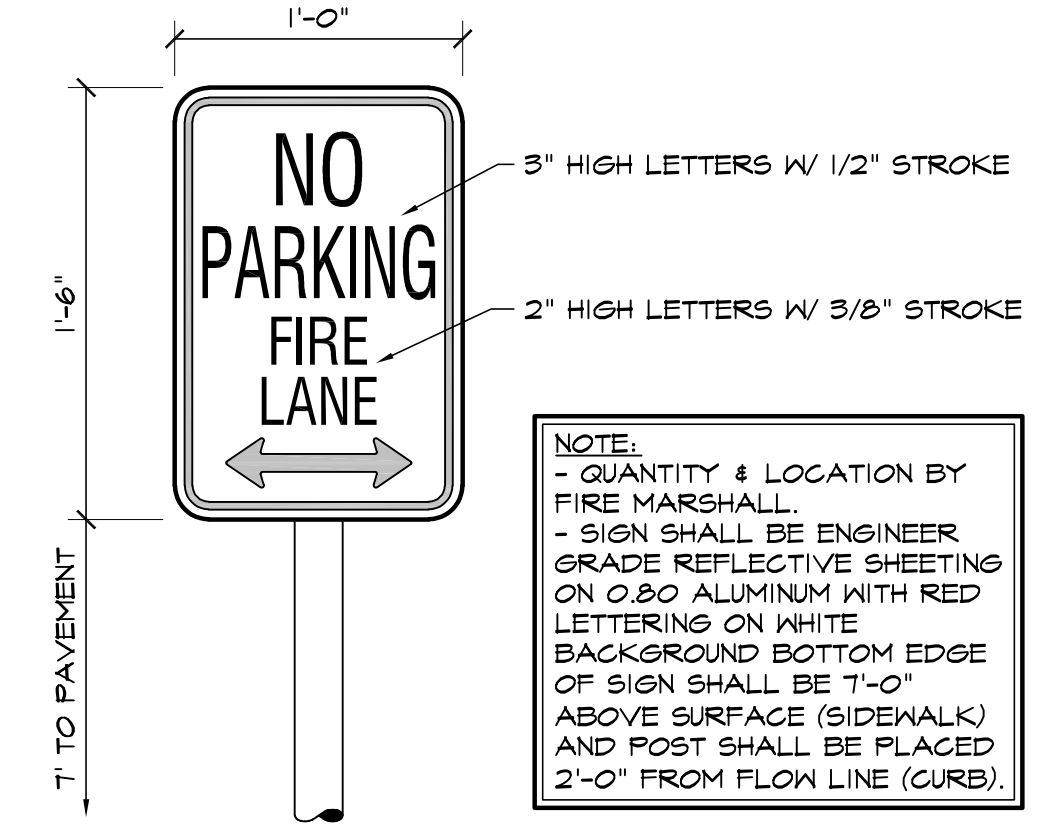 1'-0"
NO
PARKING
FIRE
LANE
3" HIGH LETTERS W/ 1/2" STROKE
2" HIGH LETTERS W/ 3/8" STROKE
1'-6"
7' TO PAVEMENT
NOTE:
- QUANTITY & LOCATION BY
FIRE MARSHALL.
- SIGN SHALL BE ENGINEER
GRADE REFLECTIVE SHEETING
ON 0.80 ALUMINUM WITH RED
LETTERING ON WHITE
BACKGROUND BOTTOM EDGE
OF SIGN SHALL BE 7'-0"
ABOVE SURFACE (SIDEWALK)
AND POST SHALL BE PLACED
2'-0" FROM FLOW LINE (CURB).